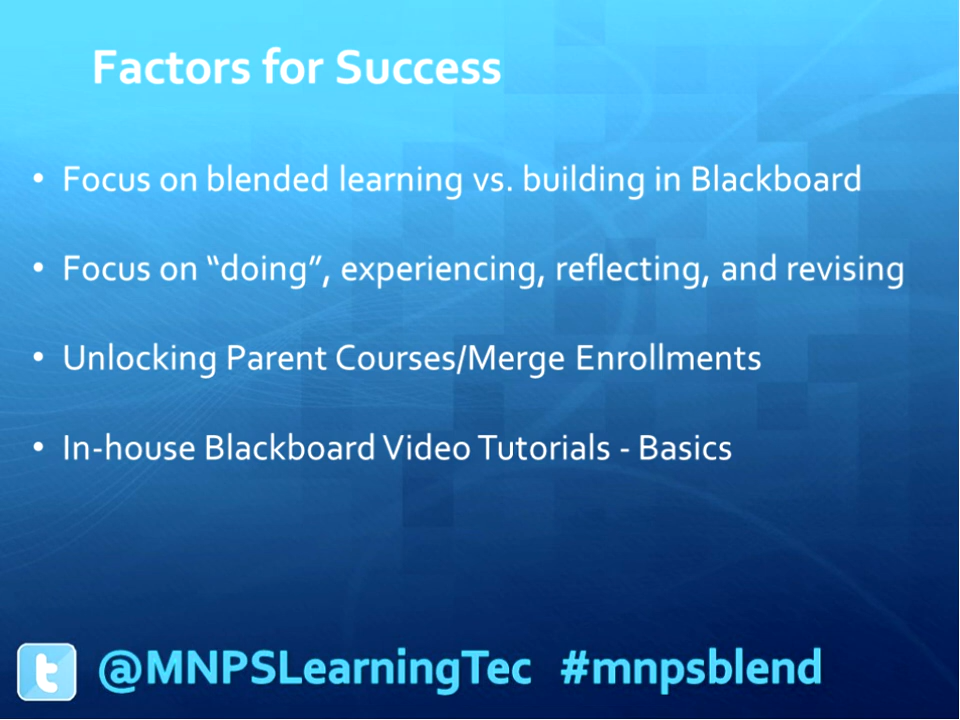 Factors for Success
• Focus on blended learning vs. building in Blackboard
• Focus on “doing”, experiencing, reflecting, and revising
• Unlocking Parent Courses/Merge Enrollments
• In-house Blackboard Video Tutorials - Basics
@MNPSLearningTec #mnpsblend